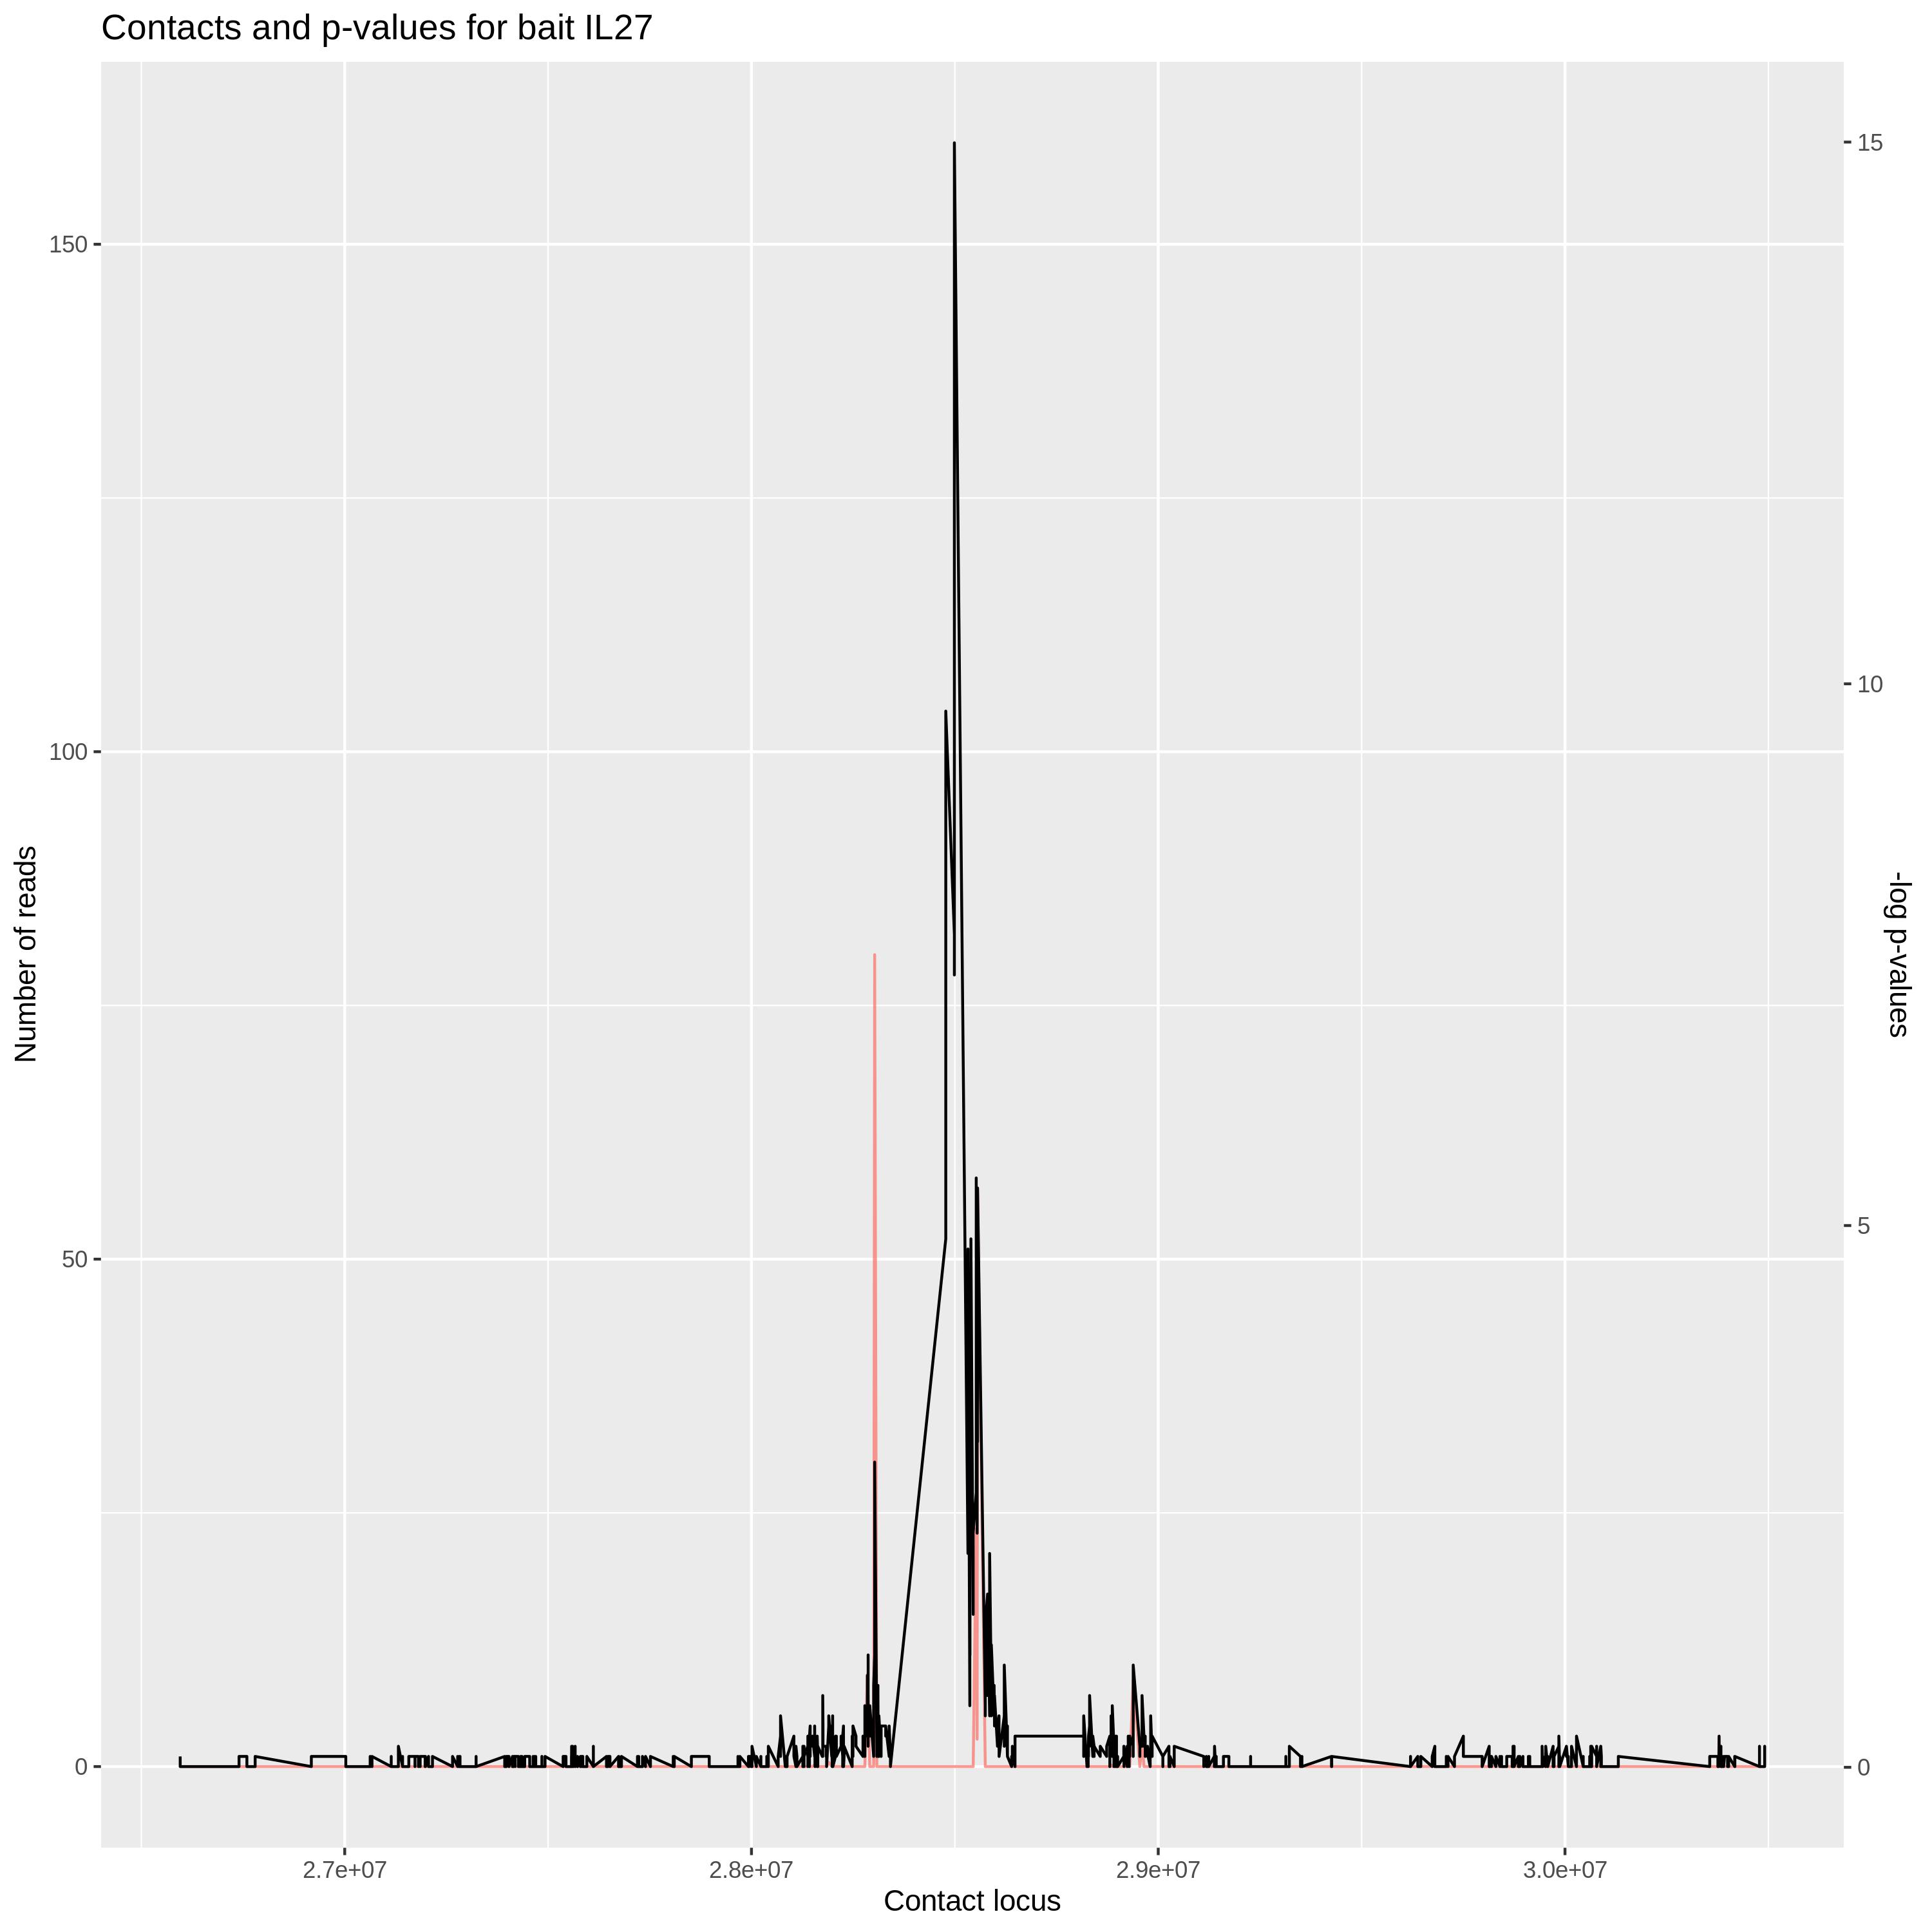 Contacts and p-values for bait IL27
150
100
50
0
15
10
5
0
Number of reads
-log p-values
2.7e+07
2.8e+07
2.9e+07
3.0e+07
Contact locus